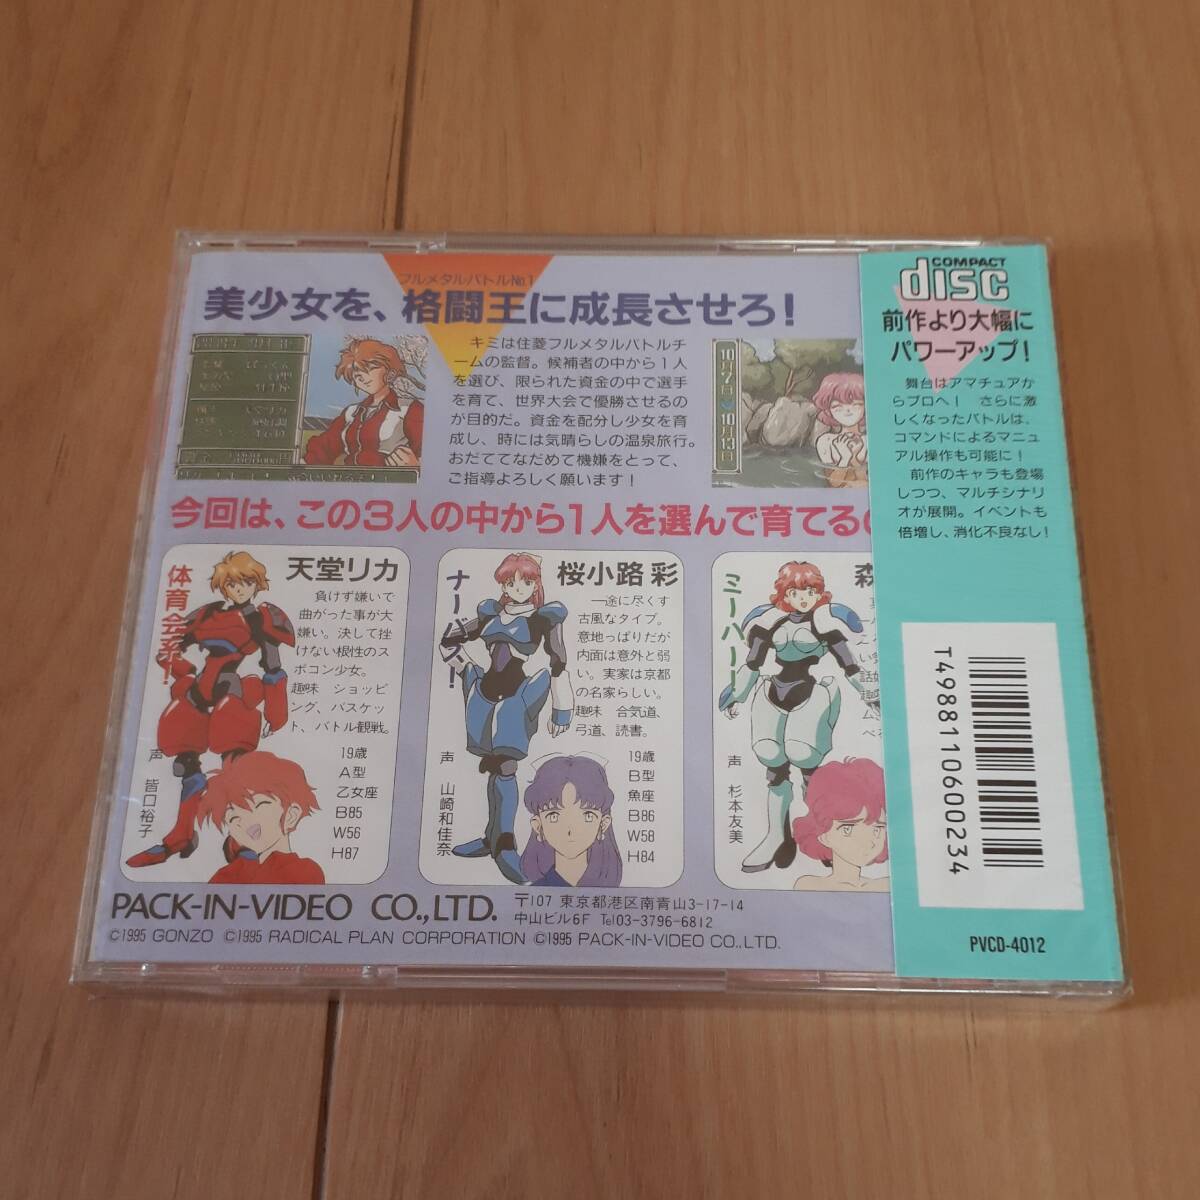 フルメタルバトル№1
美少女を、格闘王に成長させろ！
キミは住菱フルメタルバトルチ
ームの監督。候補者の中から1人
を選び、限られた資金の中で選手
を育て、世界大会で優勝させるの
が目的だ。資金を配分し少女を育
成し、時には気晴らしの温泉旅行。
おだててなだめて機嫌をとって、
ご指導よろしく願います！
10月7日
10月13日
今回は、この3人の中から1人を選んで育てる
体育会系！
天堂リカ
負けず嫌いで
曲がった事が大
嫌い。決して挫
けない根性のス
ポコン少女。
趣味 ショッピ
ング、バスケッ
ト、バトル観戦。
19歳
A型
乙女座
B85
W56
H87
声 皆口裕子
ナーバス！
桜小路 彩
一途に尽くす
古風なタイプ。
意地っぱりだが
内面は意外と弱
い。実家は京都
の名家らしい。
趣味 合気道、
弓道、読書。
19歳
B型
魚座
B86
W58
H84
声 山崎和佳奈
ミーハー！
森
声 杉本友美
PACK-IN-VIDEO CO.,LTD.
〒107 東京都港区南青山3-17-14
中山ビル6F Tel03-3796-6812
©1995 GONZO ©1995 RADICAL PLAN CORPORATION ©1995 PACK-IN-VIDEO CO.,LTD.
COMPACT
disc
前作より大幅に
パワーアップ！
舞台はアマチュアか
らプロへ！ さらに激
しくなったバトルは、
コマンドによるマニュ
アル操作も可能に！
前作のキャラも登場
しつつ、マルチシナリ
オが展開。イベントも
倍増し、消化不良なし！
T4988110600234
PVCD-4012